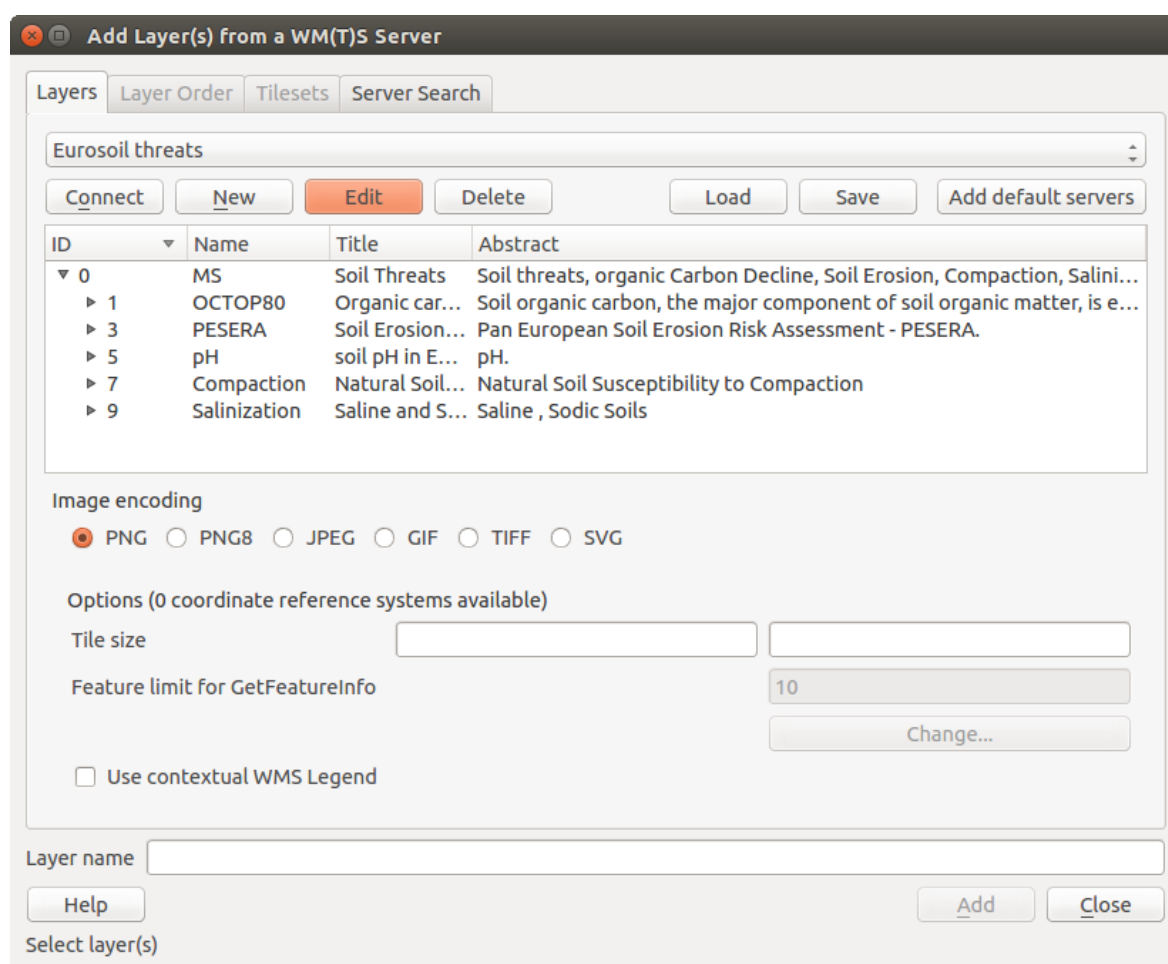 Add Layer(s) from a WM(T)S Server
Layers Layer Order Tilesets Server Search
Eurosoil threats
Connect New Edit Delete Load Save Add default servers
ID Name Title Abstract
0 MS Soil Threats Soil threats, organic Carbon Decline, Soil Erosion, Compaction, Salini...
1 OCTOP80 Organic car... Soil organic carbon, the major component of soil organic matter, is e...
3 PESERA Soil Erosion... Pan European Soil Erosion Risk Assessment - PESERA.
5 pH soil pH in E... pH.
7 Compaction Natural Soil... Natural Soil Susceptibility to Compaction
9 Salinization Saline and S... Saline , Sodic Soils
Image encoding
PNG PNG8 JPEG GIF TIFF SVG
Options (0 coordinate reference systems available)
Tile size
Feature limit for GetFeatureInfo 10
Change...
Use contextual WMS Legend
Layer name
Help Add Close
Select layer(s)